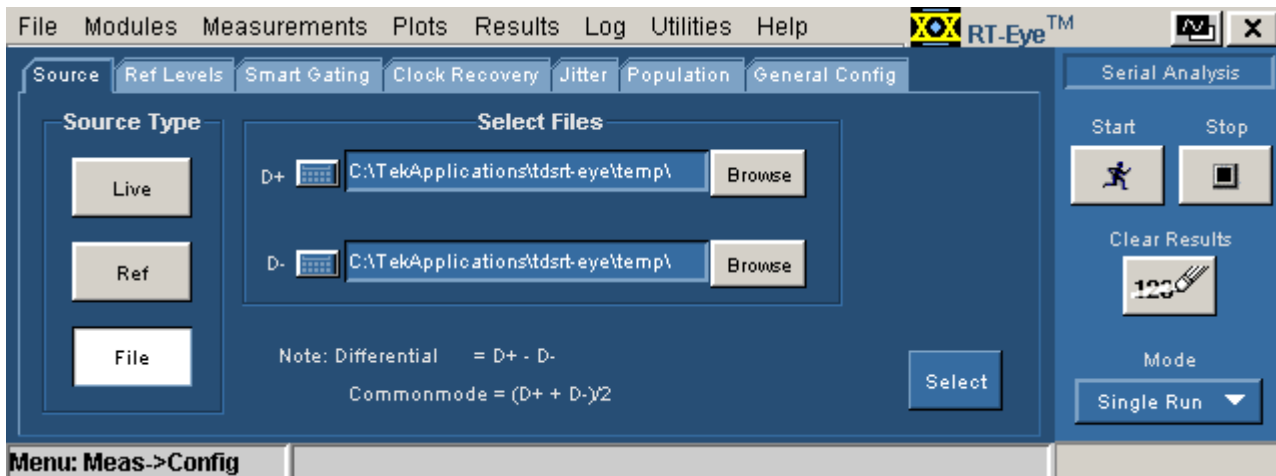 File Modules Measurements Plots Results Log Utilities Help RT-Eye™
Source Ref Levels Smart Gating Clock Recovery Jitter Population General Config
Serial Analysis
Source Type
Live
Ref
File
Select Files
D+ C:\TekApplications\tdsrt-eye\temp\ Browse
D- C:\TekApplications\tdsrt-eye\temp\ Browse
Note: Differential = D+ - D-
Commonmode = (D+ + D-)/2
Select
Start Stop
Clear Results
123
Mode
Single Run
Menu: Meas->Config